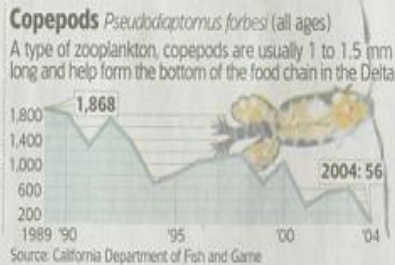 Copepods Pseudodiaptomus forbesi (all ages)
A type of zooplankton, copepods are usually 1 to 1.5 mm
long and help form the bottom of the food chain in the Delta
1,868
1,800
1,400
1,000
600
200
2004: 56
1989 '90 '95 '00 '04
Source: California Department of Fish and Game